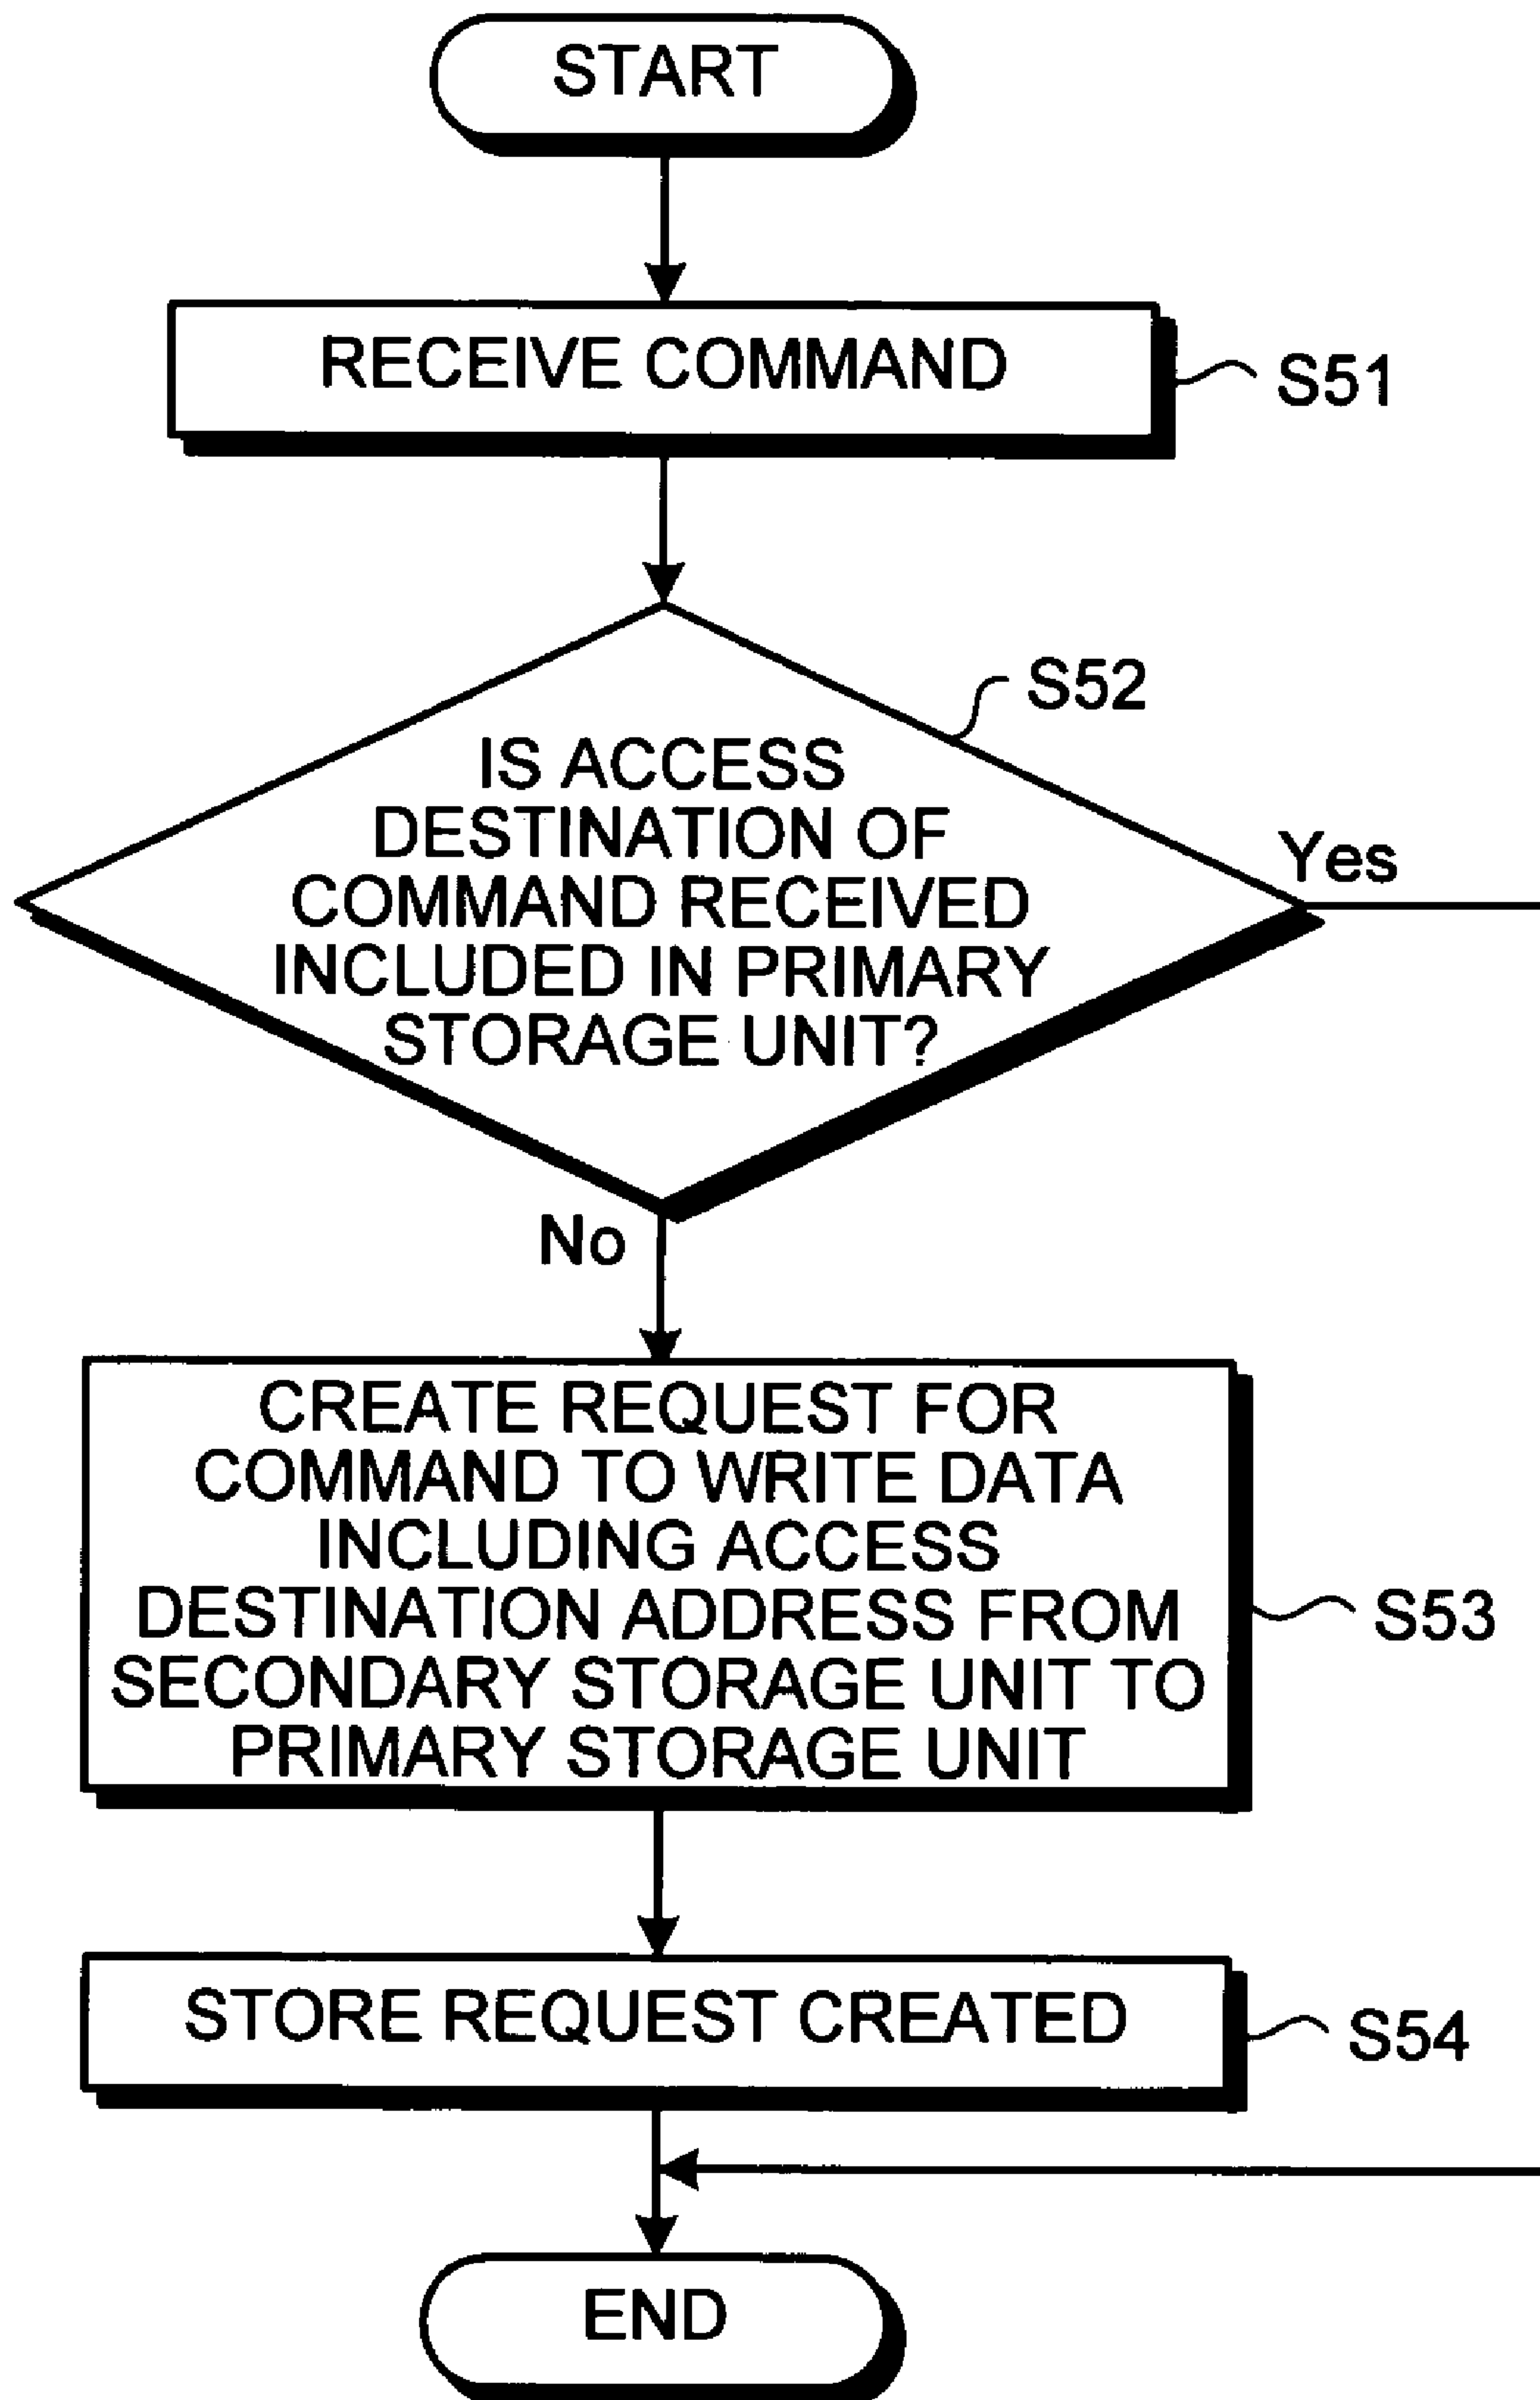 START
RECEIVE COMMAND
S51
S52
IS ACCESS
DESTINATION OF
COMMAND RECEIVED
INCLUDED IN PRIMARY
STORAGE UNIT?
Yes
No
CREATE REQUEST FOR
COMMAND TO WRITE DATA
INCLUDING ACCESS
DESTINATION ADDRESS FROM
SECONDARY STORAGE UNIT TO
PRIMARY STORAGE UNIT
S53
STORE REQUEST CREATED
S54
END